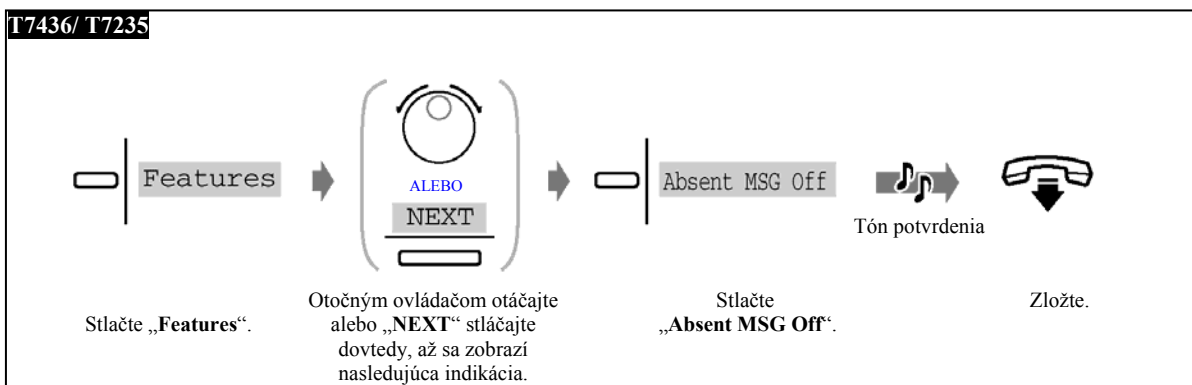 T7436/ T7235
Features
ALEBO
NEXT
Absent MSG Off
Tón potvrdenia
Stlačte „Features“.
Otočným ovládačom otáčajte
alebo „NEXT“ stláčajte
dovtedy, až sa zobrazí
nasledujúca indikácia.
Stlačte
„Absent MSG Off“.
Zložte.